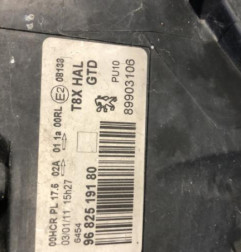 00HCR PL 17.6 02A 01 1a 00RL E2 08133
03/01/11 15h27
6454
96 825 191 80
T8X HAL
GTD
PU10
89903106